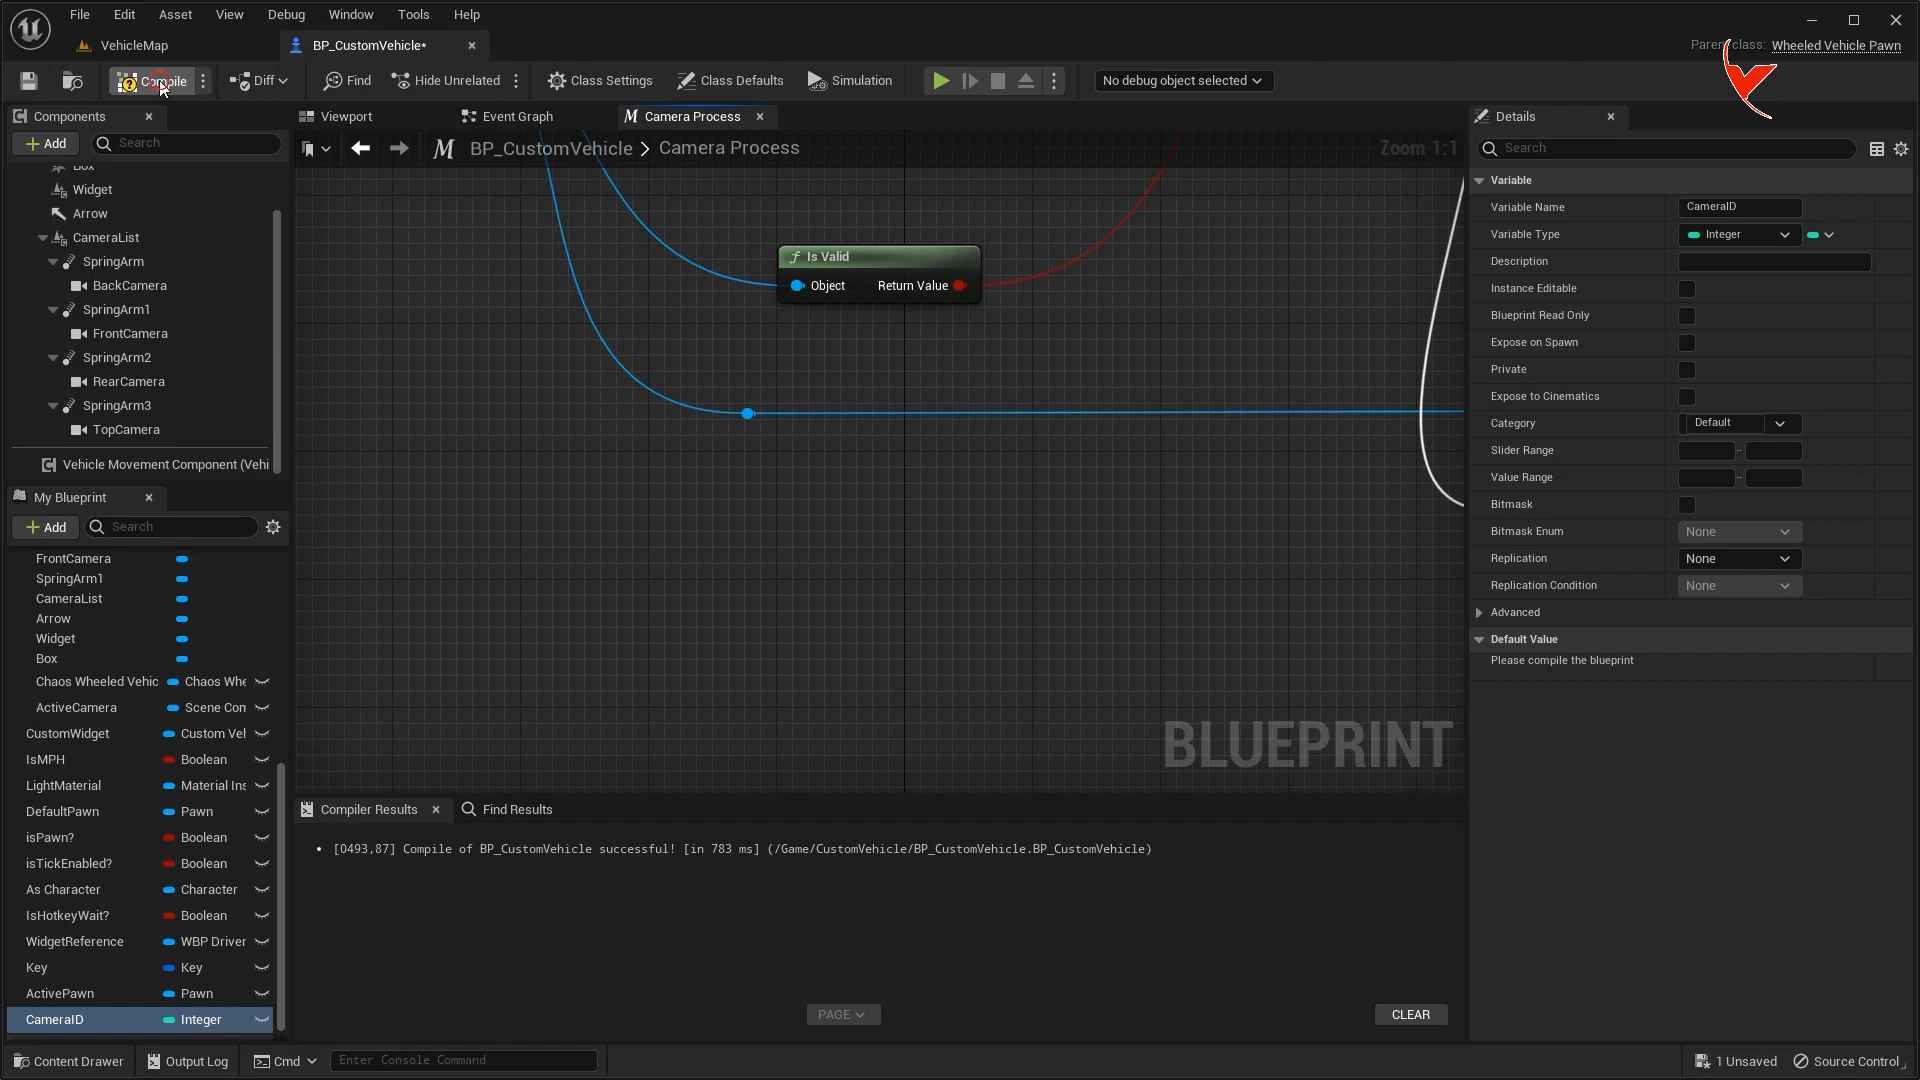 File Edit Asset View Debug Window Tools Help
VehicleMap
BP_CustomVehicle*
Parent class: Wheeled Vehicle Pawn
Compile
Diff
Find
Hide Unrelated
Class Settings
Class Defaults
Simulation
No debug object selected
Components
Add
Search
Box
Widget
Arrow
CameraList
SpringArm
BackCamera
SpringArm1
FrontCamera
SpringArm2
RearCamera
SpringArm3
TopCamera
Vehicle Movement Component (Vehi
My Blueprint
Add
Search
FrontCamera
SpringArm1
CameraList
Arrow
Widget
Box
Chaos Wheeled Vehic Chaos Whe
ActiveCamera Scene Com
CustomWidget Custom Veh
IsMPH Boolean
LightMaterial Material Ins
DefaultPawn Pawn
isPawn? Boolean
isTickEnabled? Boolean
As Character Character
IsHotkeyWait? Boolean
WidgetReference WBP Driver
Key Key
ActivePawn Pawn
CameraID Integer
Viewport
Event Graph
Camera Process
BP_CustomVehicle > Camera Process
Zoom 1:1
Is Valid
Object Return Value
BLUEPRINT
Compiler Results
Find Results
[0493,87] Compile of BP_CustomVehicle successful! [in 783 ms] (/Game/CustomVehicle/BP_CustomVehicle.BP_CustomVehicle)
PAGE
CLEAR
Details
Search
Variable
Variable Name CameraID
Variable Type Integer
Description
Instance Editable
Blueprint Read Only
Expose on Spawn
Private
Expose to Cinematics
Category Default
Slider Range
Value Range
Bitmask
Bitmask Enum None
Replication None
Replication Condition None
Advanced
Default Value
Please compile the blueprint
Content Drawer
Output Log
Cmd
Enter Console Command
1 Unsaved
Source Control